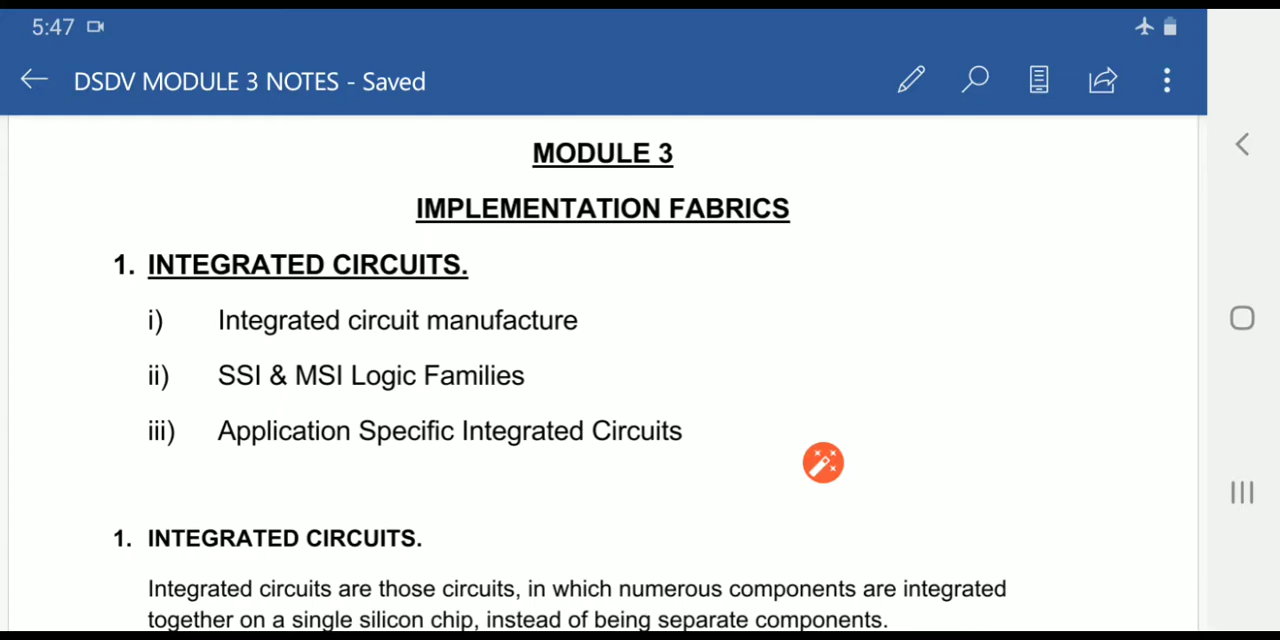 5:47
DSDV MODULE 3 NOTES - Saved
MODULE 3
IMPLEMENTATION FABRICS
1. INTEGRATED CIRCUITS.
i) Integrated circuit manufacture
ii) SSI & MSI Logic Families
iii) Application Specific Integrated Circuits
1. INTEGRATED CIRCUITS.
Integrated circuits are those circuits, in which numerous components are integrated
together on a single silicon chip, instead of being separate components.